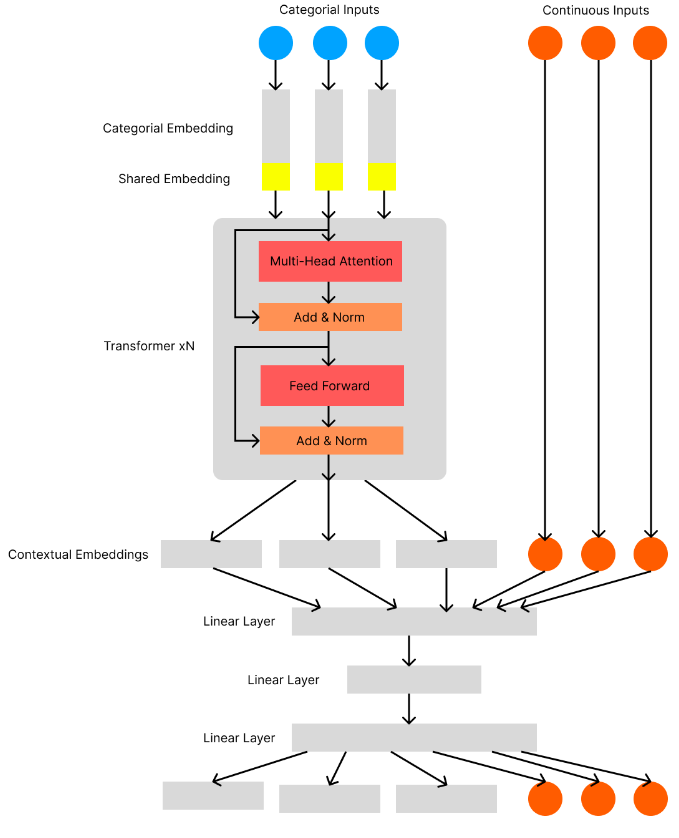 Categorial Inputs
Continuous Inputs
Categorial Embedding
Shared Embedding
Multi-Head Attention
Add & Norm
Transformer xN
Feed Forward
Add & Norm
Contextual Embeddings
Linear Layer
Linear Layer
Linear Layer